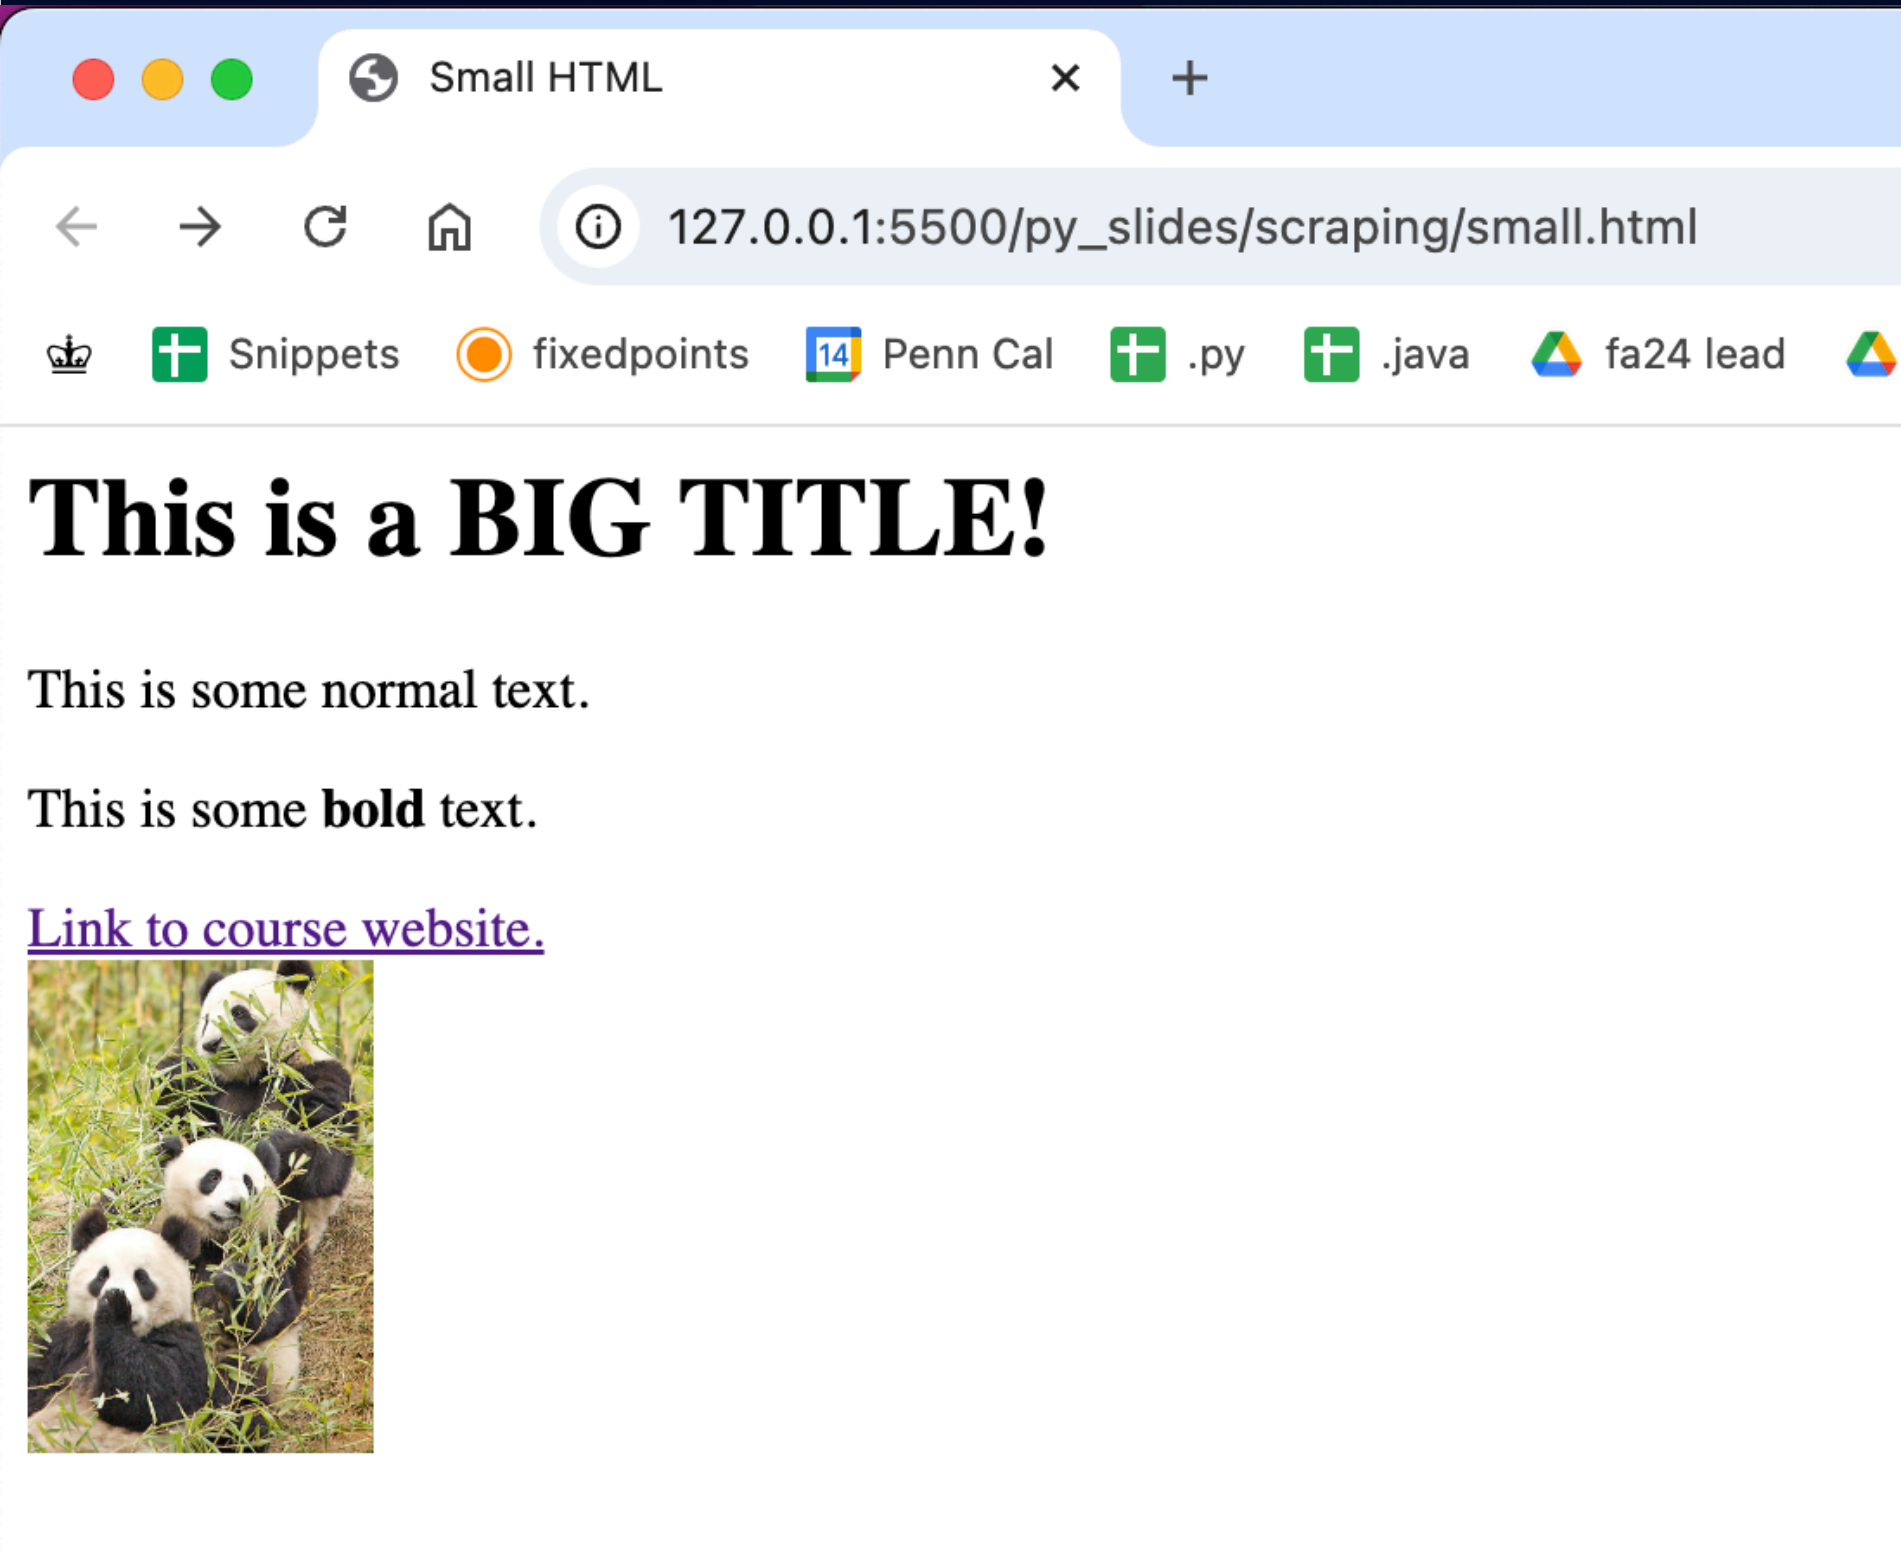 Small HTML
127.0.0.1:5500/py_slides/scraping/small.html
Snippets fixedpoints 14 Penn Cal .py .java fa24 lead
This is a BIG TITLE!
This is some normal text.
This is some bold text.
Link to course website.